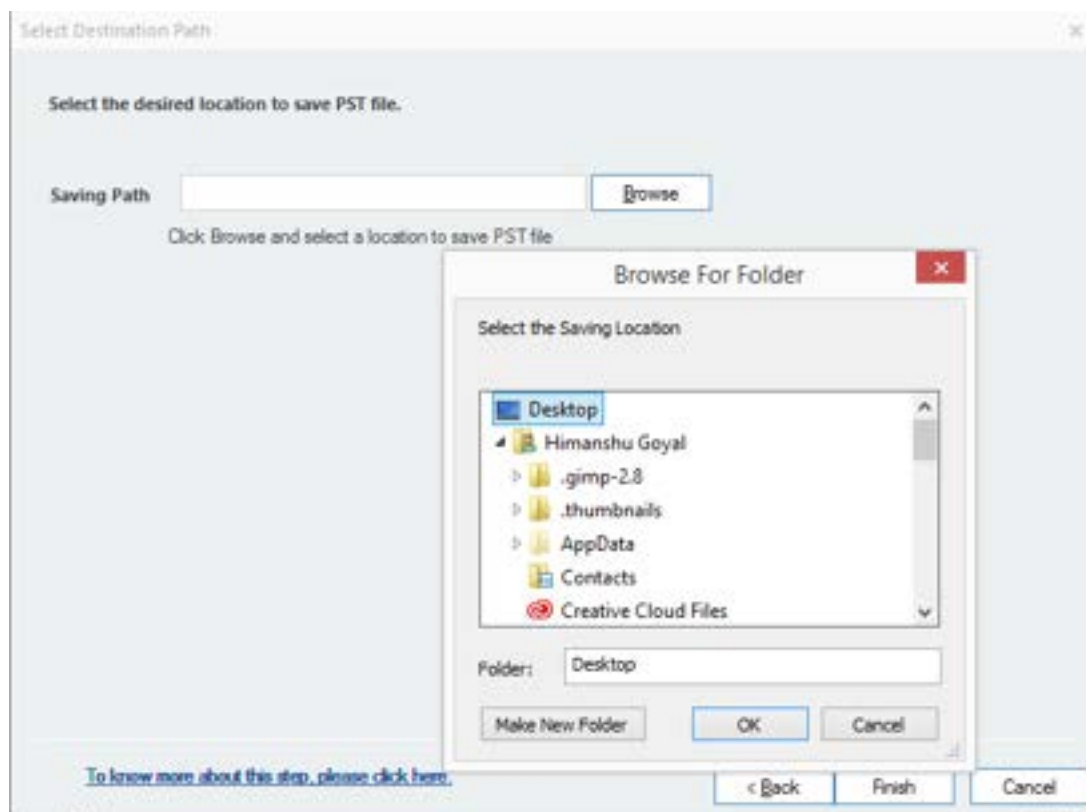 Select Destination Path
Select the desired location to save PST file.
Saving Path
Browse
Click Browse and select a location to save PST file
Browse For Folder
Select the Saving Location
Desktop
Himanshu Goyal
.gimp-2.8
.thumbnails
AppData
Contacts
Creative Cloud Files
Folder: Desktop
Make New Folder OK Cancel
To know more about this step, please click here.
< Back Finish Cancel